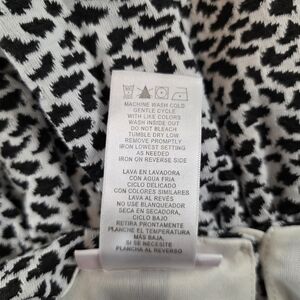 MACHINE WASH COLD
GENTLE CYCLE
WITH LIKE COLORS
WASH INSIDE OUT
DO NOT BLEACH
TUMBLE DRY LOW
REMOVE PROMPTLY
IRON LOWEST SETTING
AS NEEDED
IRON ON REVERSE SIDE
LAVA EN LAVADORA
CON AGUA FRIA
CICLO DELICADO
CON COLORES SIMILARES
LAVA AL REVÉS
NO USE BLANQUEADOR
SECA EN SECADORA,
CICLO BAJO
RETIRA PRONTAMENTE
PLANCHE EL TEMPERATURA
MÁS BAJA,
SI SE NECESITE
PLANCHA AL REVERSO